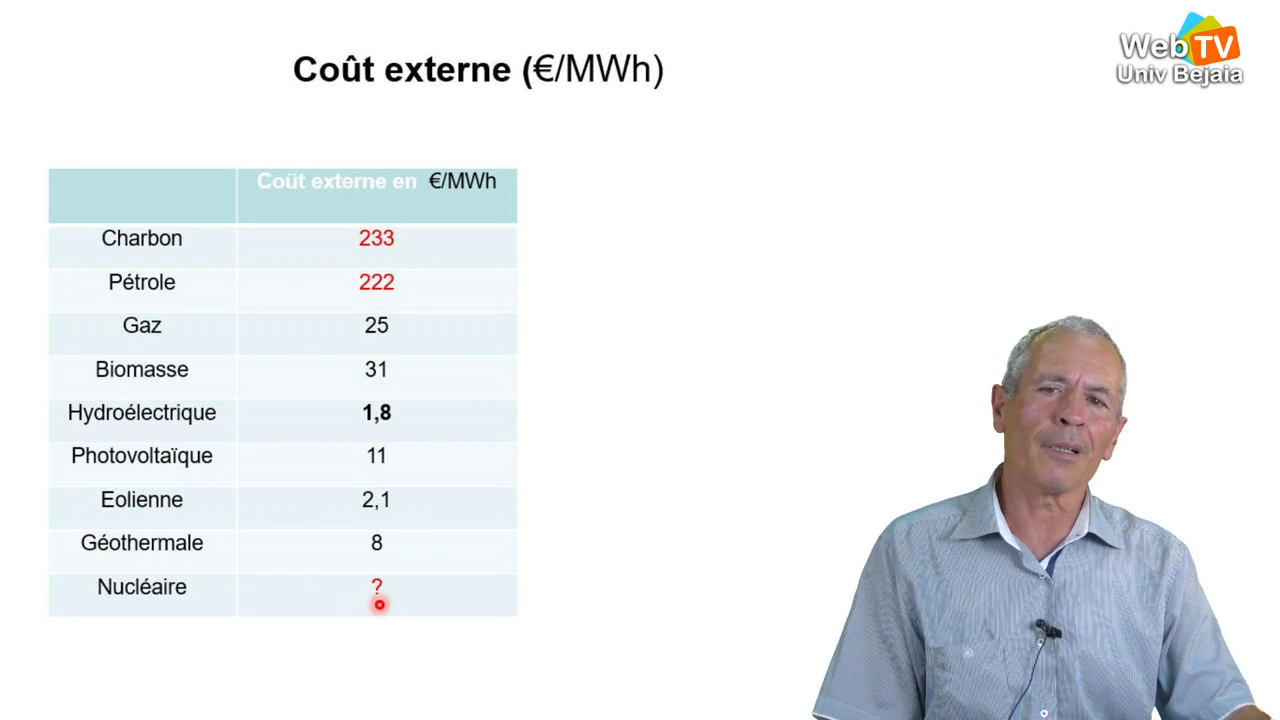 Web TV
Univ Bejaia
Coût externe (€/MWh)
Coüt externe en €/MWh
Charbon 233
Pétrole 222
Gaz 25
Biomasse 31
Hydroélectrique 1,8
Photovoltaïque 11
Eolienne 2,1
Géothermale 8
Nucléaire ?